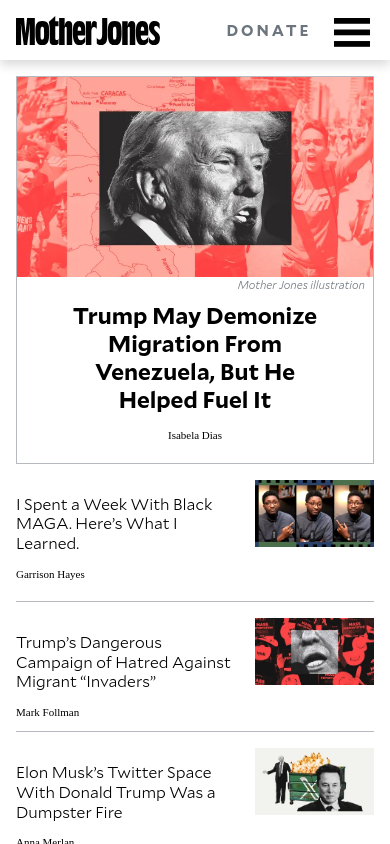 Mother Jones
DONATE
CARACAS
Mother Jones illustration
Trump May Demonize
Migration From
Venezuela, But He
Helped Fuel It
Isabela Dias
I Spent a Week With Black
MAGA. Here’s What I
Learned.
Garrison Hayes
Trump’s Dangerous
Campaign of Hatred Against
Migrant “Invaders”
Mark Follman
Elon Musk’s Twitter Space
With Donald Trump Was a
Dumpster Fire
Anna Merlan